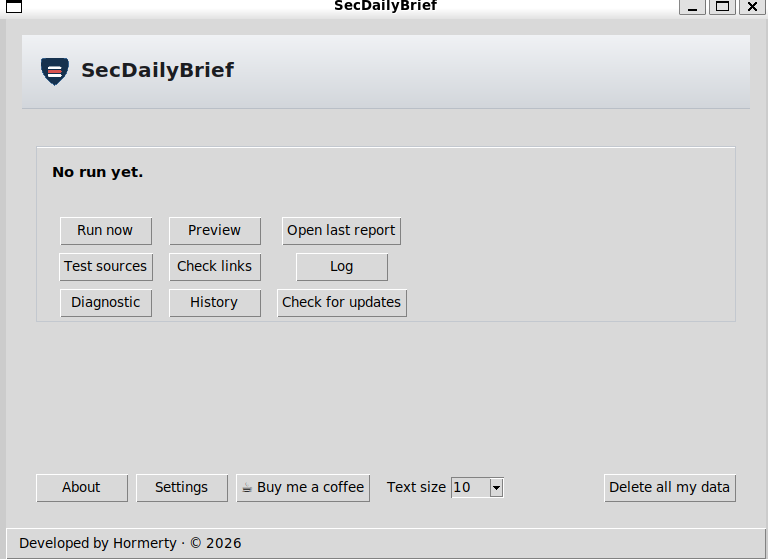 SecDailyBrief
SecDailyBrief
No run yet.
Run now Preview Open last report
Test sources Check links Log
Diagnostic History Check for updates
About Settings ☕ Buy me a coffee Text size 10 Delete all my data
Developed by Hormerty · © 2026